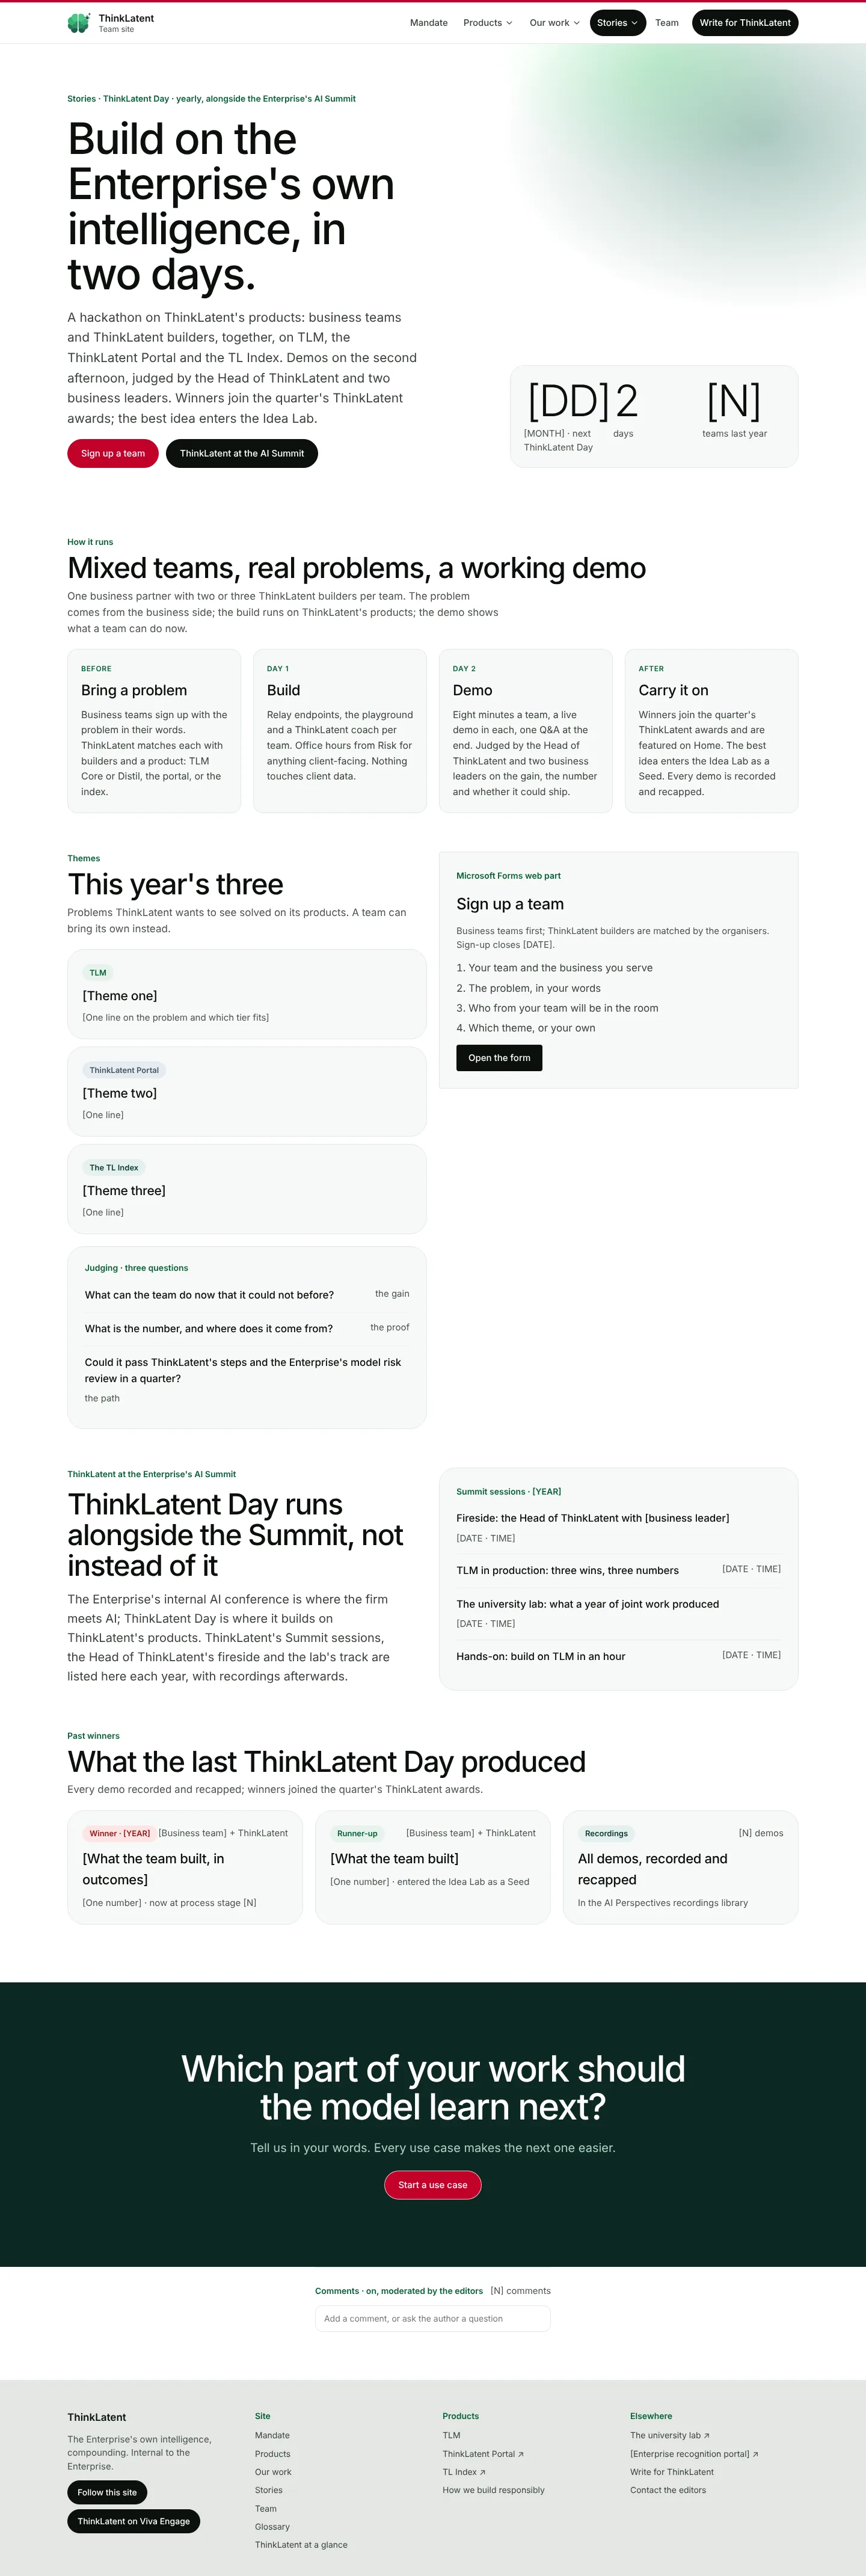 ThinkLatent
Team site
Mandate
Products
Our work
Stories
Team
Write for ThinkLatent
Stories · ThinkLatent Day · yearly, alongside the Enterprise's AI Summit
Build on the
Enterprise's own
intelligence, in
two days.
A hackathon on ThinkLatent's products: business teams
and ThinkLatent builders, together, on TLM, the
ThinkLatent Portal and the TL Index. Demos on the second
afternoon, judged by the Head of ThinkLatent and two
business leaders. Winners join the quarter's ThinkLatent
awards; the best idea enters the Idea Lab.
Sign up a team
ThinkLatent at the AI Summit
[DD]
[MONTH] · next
ThinkLatent Day
2
days
[N]
teams last year
How it runs
Mixed teams, real problems, a working demo
One business partner with two or three ThinkLatent builders per team. The problem
comes from the business side; the build runs on ThinkLatent's products; the demo shows
what a team can do now.
BEFORE
Bring a problem
Business teams sign up with the
problem in their words.
ThinkLatent matches each with
builders and a product: TLM
Core or Distil, the portal, or the
index.
DAY 1
Build
Relay endpoints, the playground
and a ThinkLatent coach per
team. Office hours from Risk for
anything client-facing. Nothing
touches client data.
DAY 2
Demo
Eight minutes a team, a live
demo in each, one Q&A at the
end. Judged by the Head of
ThinkLatent and two business
leaders on the gain, the number
and whether it could ship.
AFTER
Carry it on
Winners join the quarter's
ThinkLatent awards and are
featured on Home. The best
idea enters the Idea Lab as a
Seed. Every demo is recorded
and recapped.
Themes
This year's three
Problems ThinkLatent wants to see solved on its products. A team can
bring its own instead.
TLM
[Theme one]
[One line on the problem and which tier fits]
ThinkLatent Portal
[Theme two]
[One line]
The TL Index
[Theme three]
[One line]
Judging · three questions
What can the team do now that it could not before?
the gain
What is the number, and where does it come from?
the proof
Could it pass ThinkLatent's steps and the Enterprise's model risk
review in a quarter?
the path
Microsoft Forms web part
Sign up a team
Business teams first; ThinkLatent builders are matched by the organisers.
Sign-up closes [DATE].
1. Your team and the business you serve
2. The problem, in your words
3. Who from your team will be in the room
4. Which theme, or your own
Open the form
ThinkLatent at the Enterprise's AI Summit
ThinkLatent Day runs
alongside the Summit, not
instead of it
The Enterprise's internal AI conference is where the firm
meets AI; ThinkLatent Day is where it builds on
ThinkLatent's products. ThinkLatent's Summit sessions,
the Head of ThinkLatent's fireside and the lab's track are
listed here each year, with recordings afterwards.
Summit sessions · [YEAR]
Fireside: the Head of ThinkLatent with [business leader]
[DATE · TIME]
TLM in production: three wins, three numbers
[DATE · TIME]
The university lab: what a year of joint work produced
[DATE · TIME]
Hands-on: build on TLM in an hour
[DATE · TIME]
Past winners
What the last ThinkLatent Day produced
Every demo recorded and recapped; winners joined the quarter's ThinkLatent awards.
Winner · [YEAR]
[Business team] + ThinkLatent
[What the team built, in
outcomes]
[One number] · now at process stage [N]
Runner-up
[Business team] + ThinkLatent
[What the team built]
[One number] · entered the Idea Lab as a Seed
Recordings
[N] demos
All demos, recorded and
recapped
In the AI Perspectives recordings library
Which part of your work should
the model learn next?
Tell us in your words. Every use case makes the next one easier.
Start a use case
Comments · on, moderated by the editors
[N] comments
Add a comment, or ask the author a question
ThinkLatent
The Enterprise's own intelligence,
compounding. Internal to the
Enterprise.
Follow this site
ThinkLatent on Viva Engage
Site
Mandate
Products
Our work
Stories
Team
Glossary
ThinkLatent at a glance
Products
TLM
ThinkLatent Portal ↗
TL Index ↗
How we build responsibly
Elsewhere
The university lab ↗
[Enterprise recognition portal] ↗
Write for ThinkLatent
Contact the editors